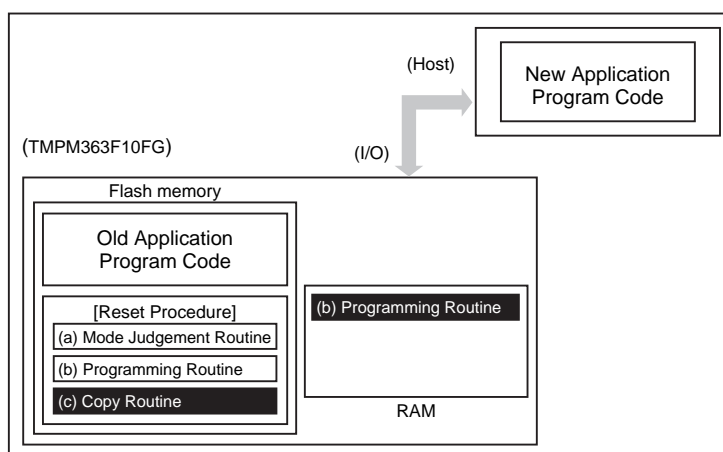 (Host)
New Application
Program Code
(TMPM363F10FG)
(I/O)
Flash memory
Old Application
Program Code
[Reset Procedure]
(a) Mode Judgement Routine
(b) Programming Routine
(c) Copy Routine
(b) Programming Routine
RAM